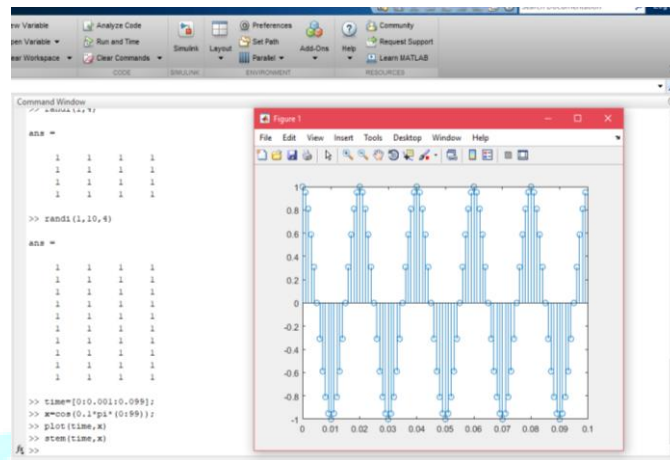 ew Variable
Analyze Code
Preferences
Community
pen Variable
Run and Time
Set Path
Request Support
ear Workspace
Clear Commands
Simulink
Layout
Parallel
Add-Ons
Help
Learn MATLAB
CODE
SIMULINK
ENVIRONMENT
RESOURCES
Command Window
>> randi(1,4)
ans =
1 1 1 1
1 1 1 1
1 1 1 1
1 1 1 1
>> randi(1,10,4)
ans =
1 1 1 1
1 1 1 1
1 1 1 1
1 1 1 1
1 1 1 1
1 1 1 1
1 1 1 1
1 1 1 1
1 1 1 1
1 1 1 1
>> time=[0:0.001:0.099];
>> x=cos(0.1*pi*(0:99));
>> plot(time,x)
>> stem(time,x)
fx >>
Figure 1
File Edit View Insert Tools Desktop Window Help
1
0.8
0.6
0.4
0.2
0
-0.2
-0.4
-0.6
-0.8
-1
0 0.01 0.02 0.03 0.04 0.05 0.06 0.07 0.08 0.09 0.1